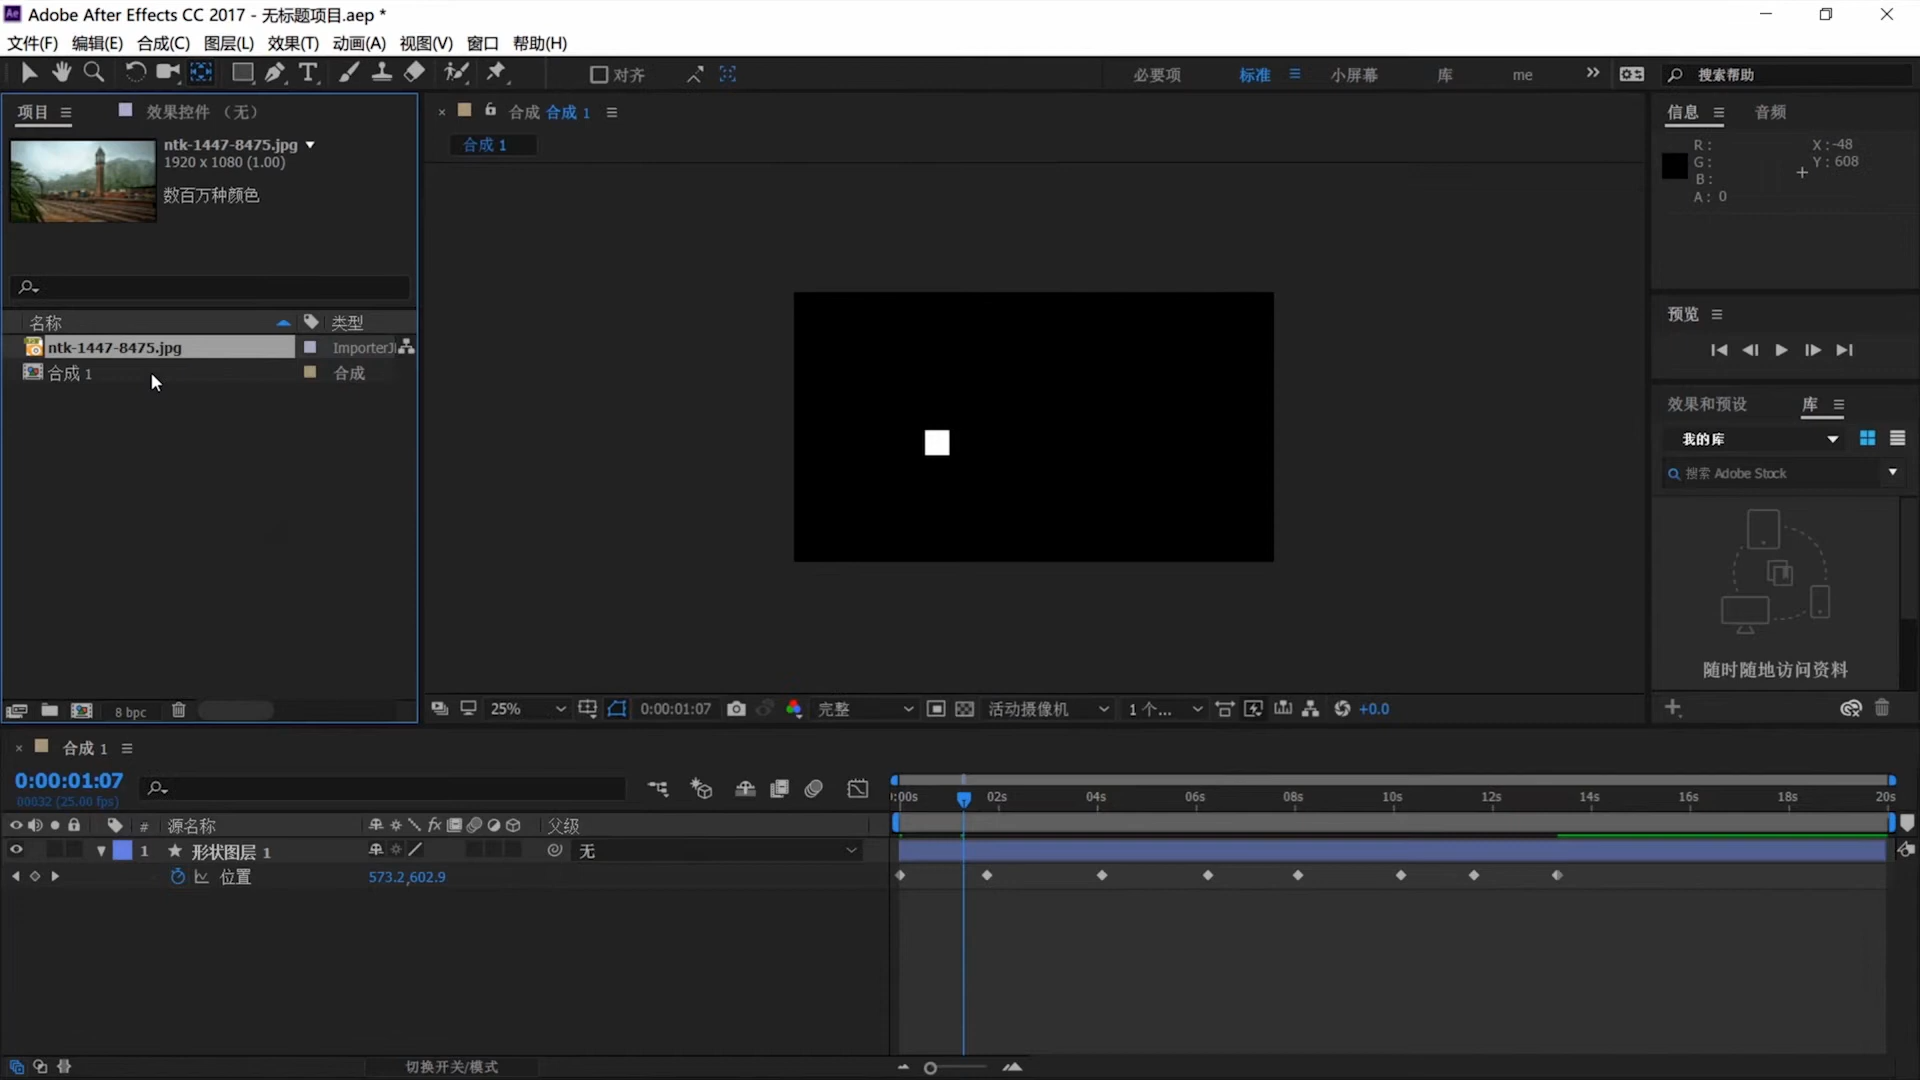 Adobe After Effects CC 2017 - 无标题项目.aep *
文件(F) 编辑(E) 合成(C) 图层(L) 效果(T) 动画(A) 视图(V) 窗口 帮助(H)
对齐 必要项 标准 小屏幕 库 me 搜索帮助
项目 效果控件 （无）
合成 合成 1
信息 音频
ntk-1447-8475.jpg
1920 x 1080 (1.00)
数百万种颜色
合成 1
R :
G :
B :
A : 0
X : -48
Y : 608
名称 类型
ntk-1447-8475.jpg ImporterJ
合成 1 合成
预览
效果和预设 库
我的库
搜索 Adobe Stock
随时随地访问资料
8 bpc
25% 0:00:01:07 完整 活动摄像机 1 个... +0.0
合成 1
0:00:01:07
00032 (25.00 fps)
:00s 02s 04s 06s 08s 10s 12s 14s 16s 18s 20s
# 源名称 fx 父级
1 形状图层 1 无
位置 573.2,602.9
切换开关/模式